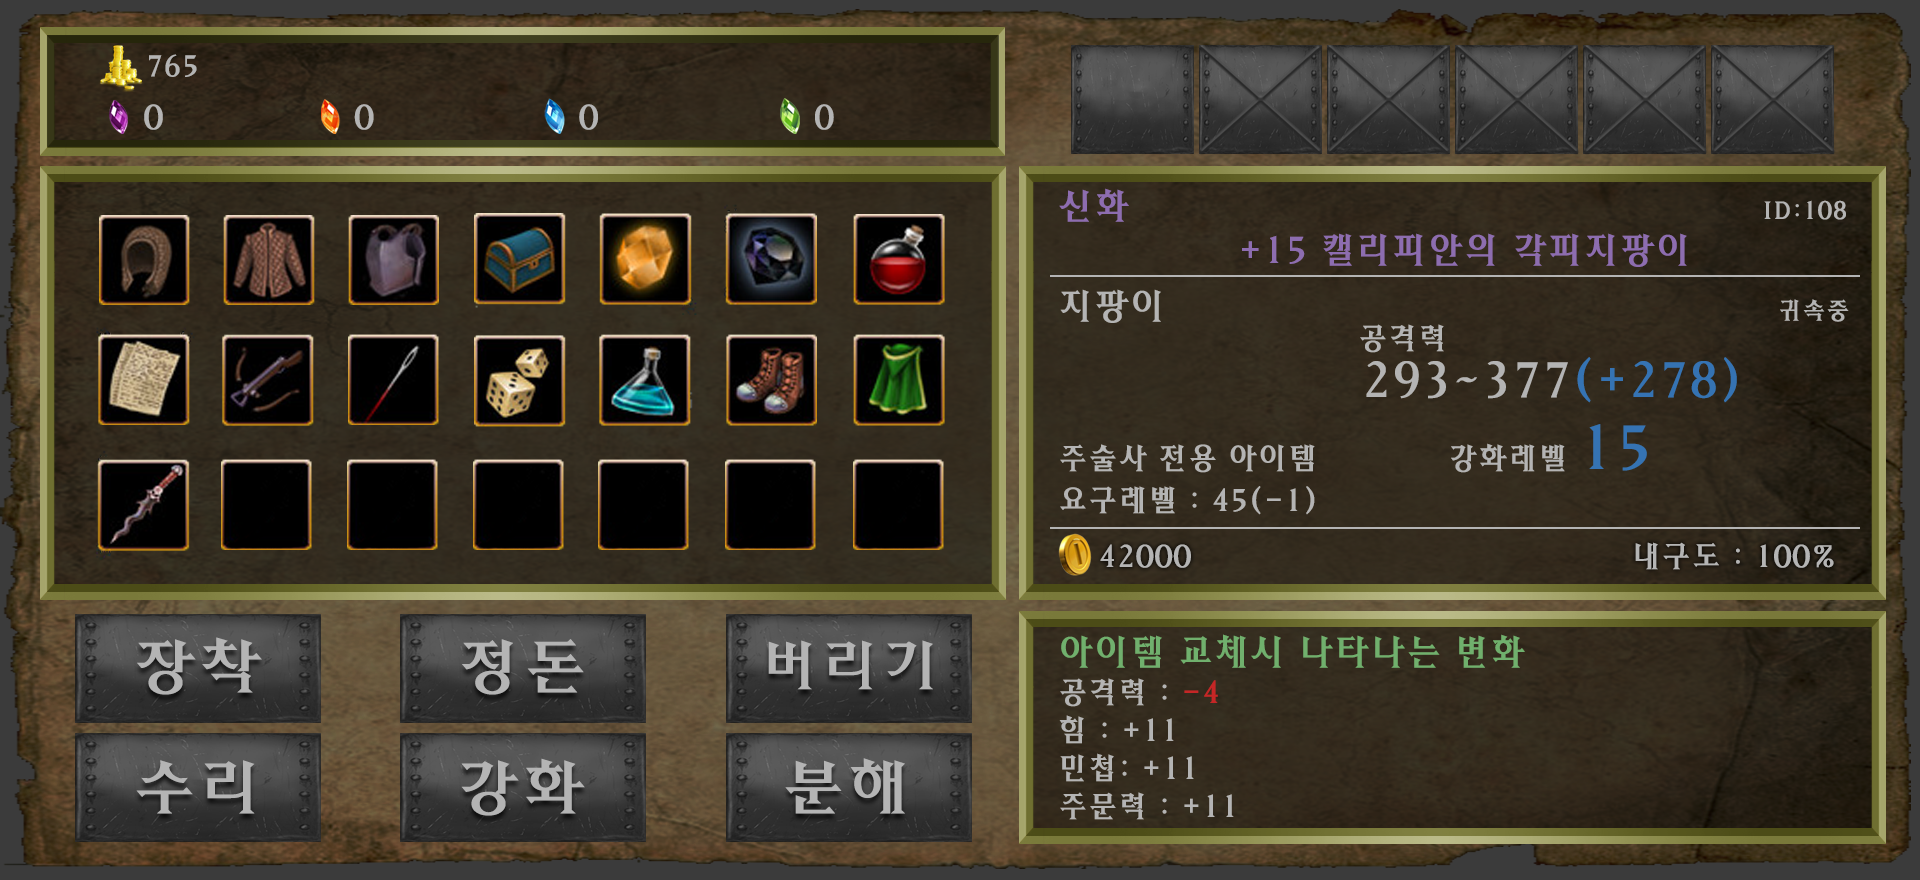 765
0 0 0 0
신화
ID:108
+15 캘리피안의 각피지팡이
지팡이
귀속중
공격력
293~377(+278)
주술사 전용 아이템
강화레벨 15
요구레벨 : 45(-1)
42000
내구도 : 100%
장착 정돈 버리기
수리 강화 분해
아이템 교체시 나타나는 변화
공격력 : -4
힘 : +11
민첩: +11
주문력 : +11